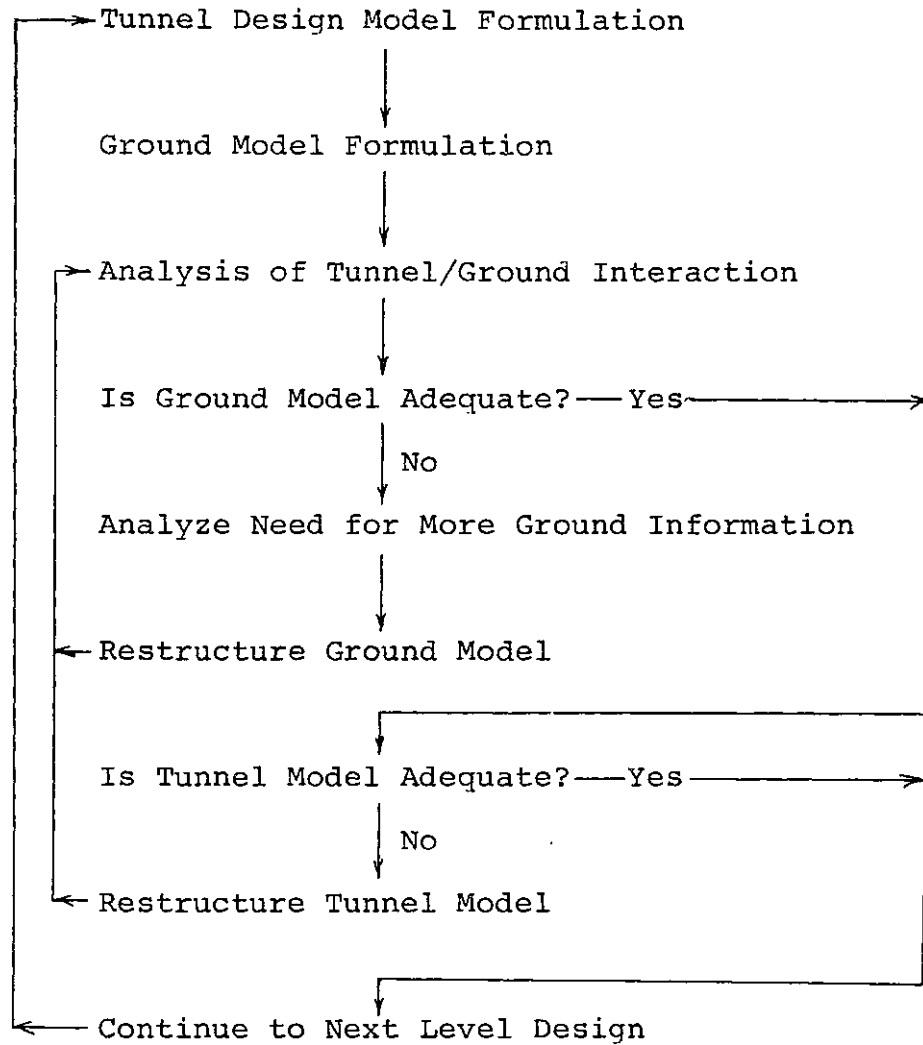 Tunnel Design Model Formulation
Ground Model Formulation
Analysis of Tunnel/Ground Interaction
Is Ground Model Adequate? Yes
No
Analyze Need for More Ground Information
Restructure Ground Model
Is Tunnel Model Adequate? Yes
No
Restructure Tunnel Model
Continue to Next Level Design